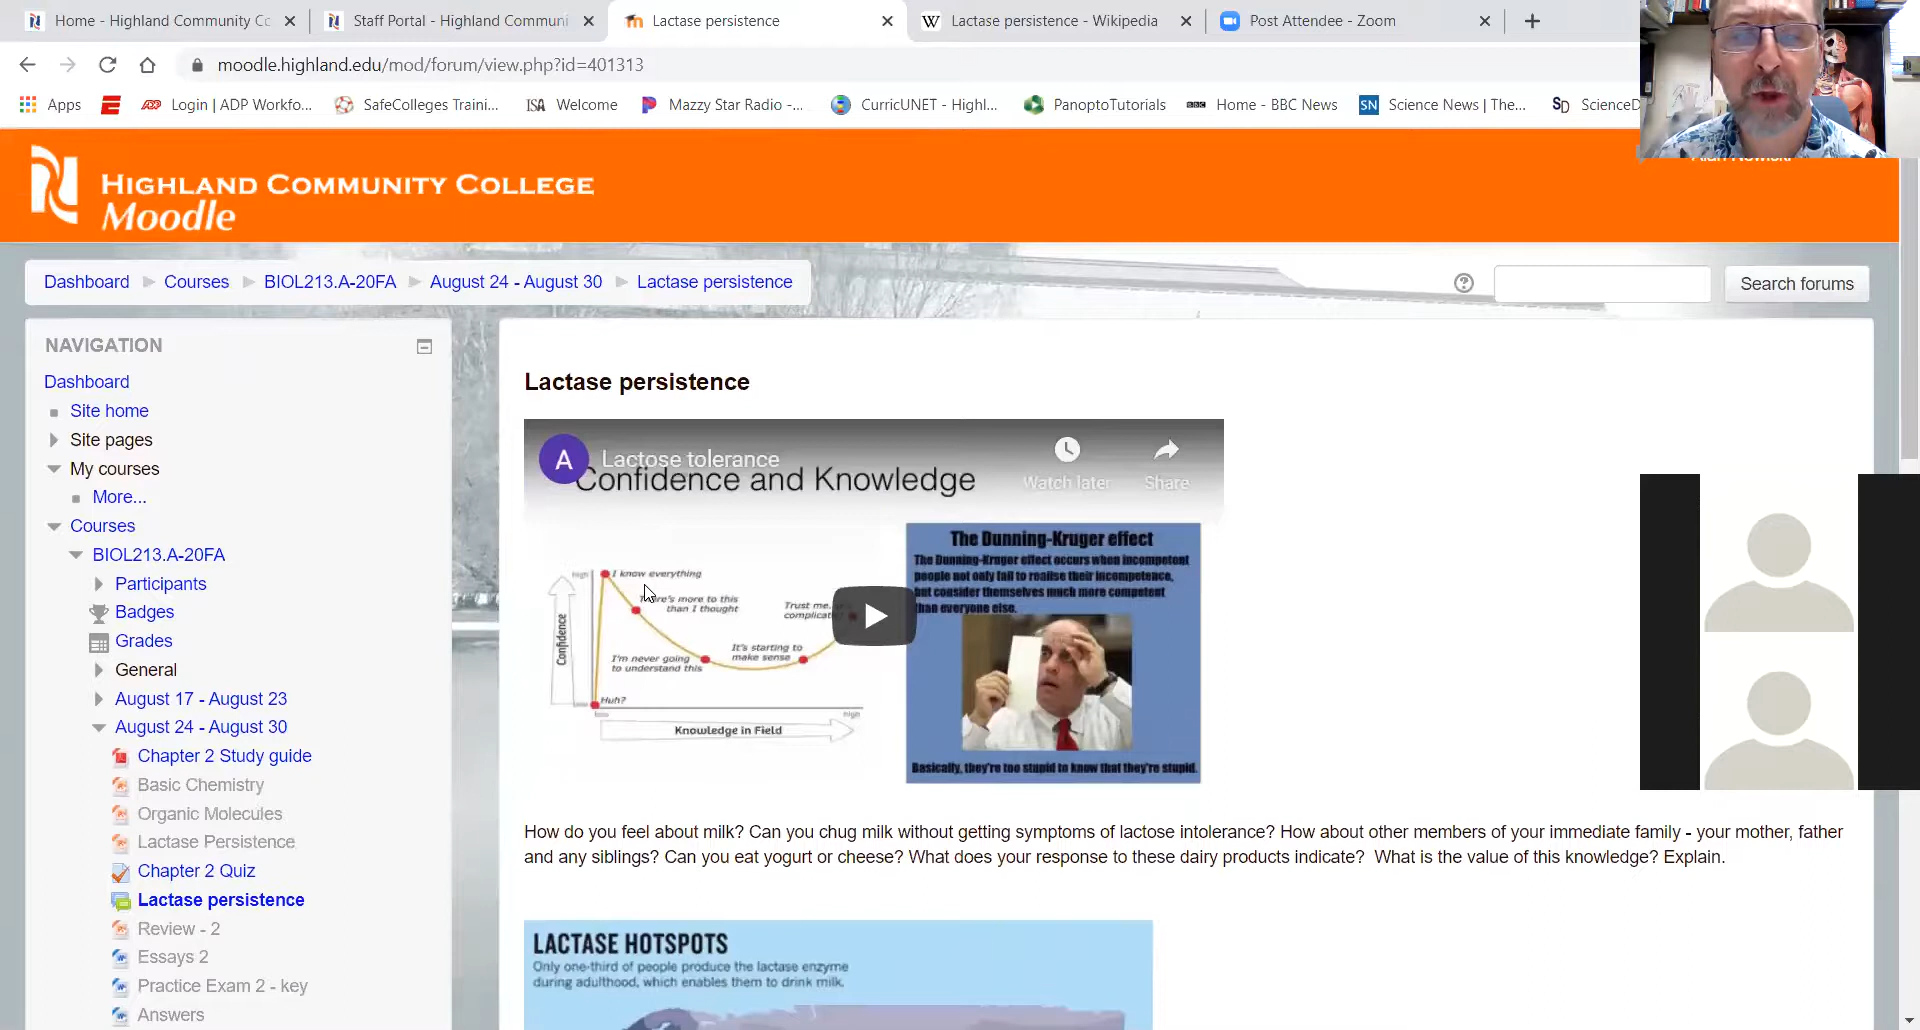 Home - Highland Community Cc
Staff Portal - Highland Communi
Lactase persistence
Lactase persistence - Wikipedia
Post Attendee - Zoom
moodle.highland.edu/mod/forum/view.php?id=401313
Apps
Login | ADP Workfo...
SafeColleges Traini...
ISA Welcome
Mazzy Star Radio -...
CurricUNET - Highl...
PanoptoTutorials
BBC Home - BBC News
SN Science News | The...
SD ScienceD
HIGHLAND COMMUNITY COLLEGE
Moodle
Dashboard
Courses
BIOL213.A-20FA
August 24 - August 30
Lactase persistence
Search forums
NAVIGATION
Dashboard
Site home
Site pages
My courses
More...
Courses
BIOL213.A-20FA
Participants
Badges
Grades
General
August 17 - August 23
August 24 - August 30
Chapter 2 Study guide
Basic Chemistry
Organic Molecules
Lactase Persistence
Chapter 2 Quiz
Lactase persistence
Review - 2
Essays 2
Practice Exam 2 - key
Answers
Lactase persistence
A
Lactose tolerance
Watch later
Share
Confidence and Knowledge
high
I know everything
There's more to this
than I thought
Trust me,
I'm never going
to understand this
It's starting to
make sense
Huh?
Confidence
low
low
high
Knowledge in Field
The Dunning-Kruger effect
The Dunning-Kruger effect occurs when incompetent
people not only fail to realise their incompetence,
but consider themselves much more competent
than everyone else.
Basically, they're too stupid to know that they're stupid.
How do you feel about milk? Can you chug milk without getting symptoms of lactose intolerance? How about other members of your immediate family - your mother, father
and any siblings? Can you eat yogurt or cheese? What does your response to these dairy products indicate? What is the value of this knowledge? Explain.
LACTASE HOTSPOTS
Only one-third of people produce the lactase enzyme
during adulthood, which enables them to drink milk.